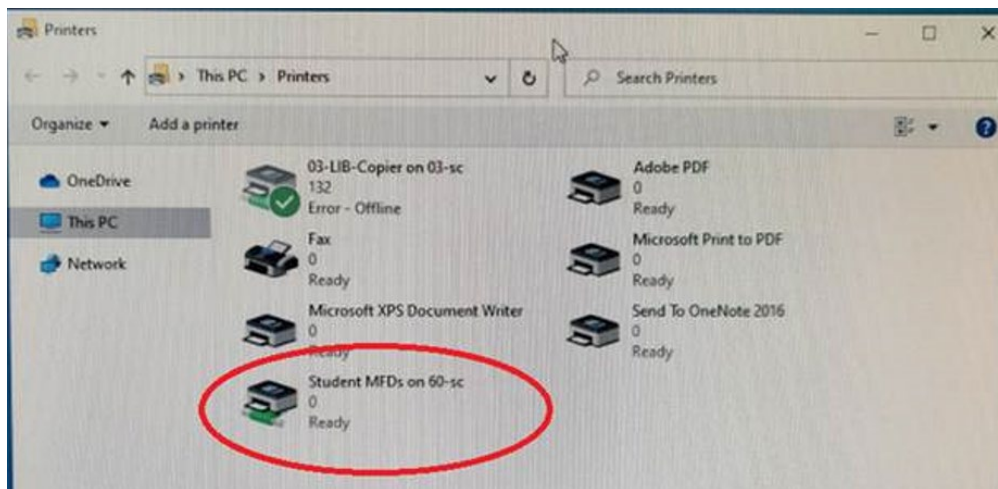 Printers
This PC > Printers
Search Printers
Organize
Add a printer
OneDrive
This PC
Network
03-LIB-Copier on 03-sc
132
Error - Offline
Adobe PDF
0
Ready
Fax
0
Ready
Microsoft Print to PDF
0
Ready
Microsoft XPS Document Writer
0
Ready
Send To OneNote 2016
0
Ready
Student MFDs on 60-sc
0
Ready